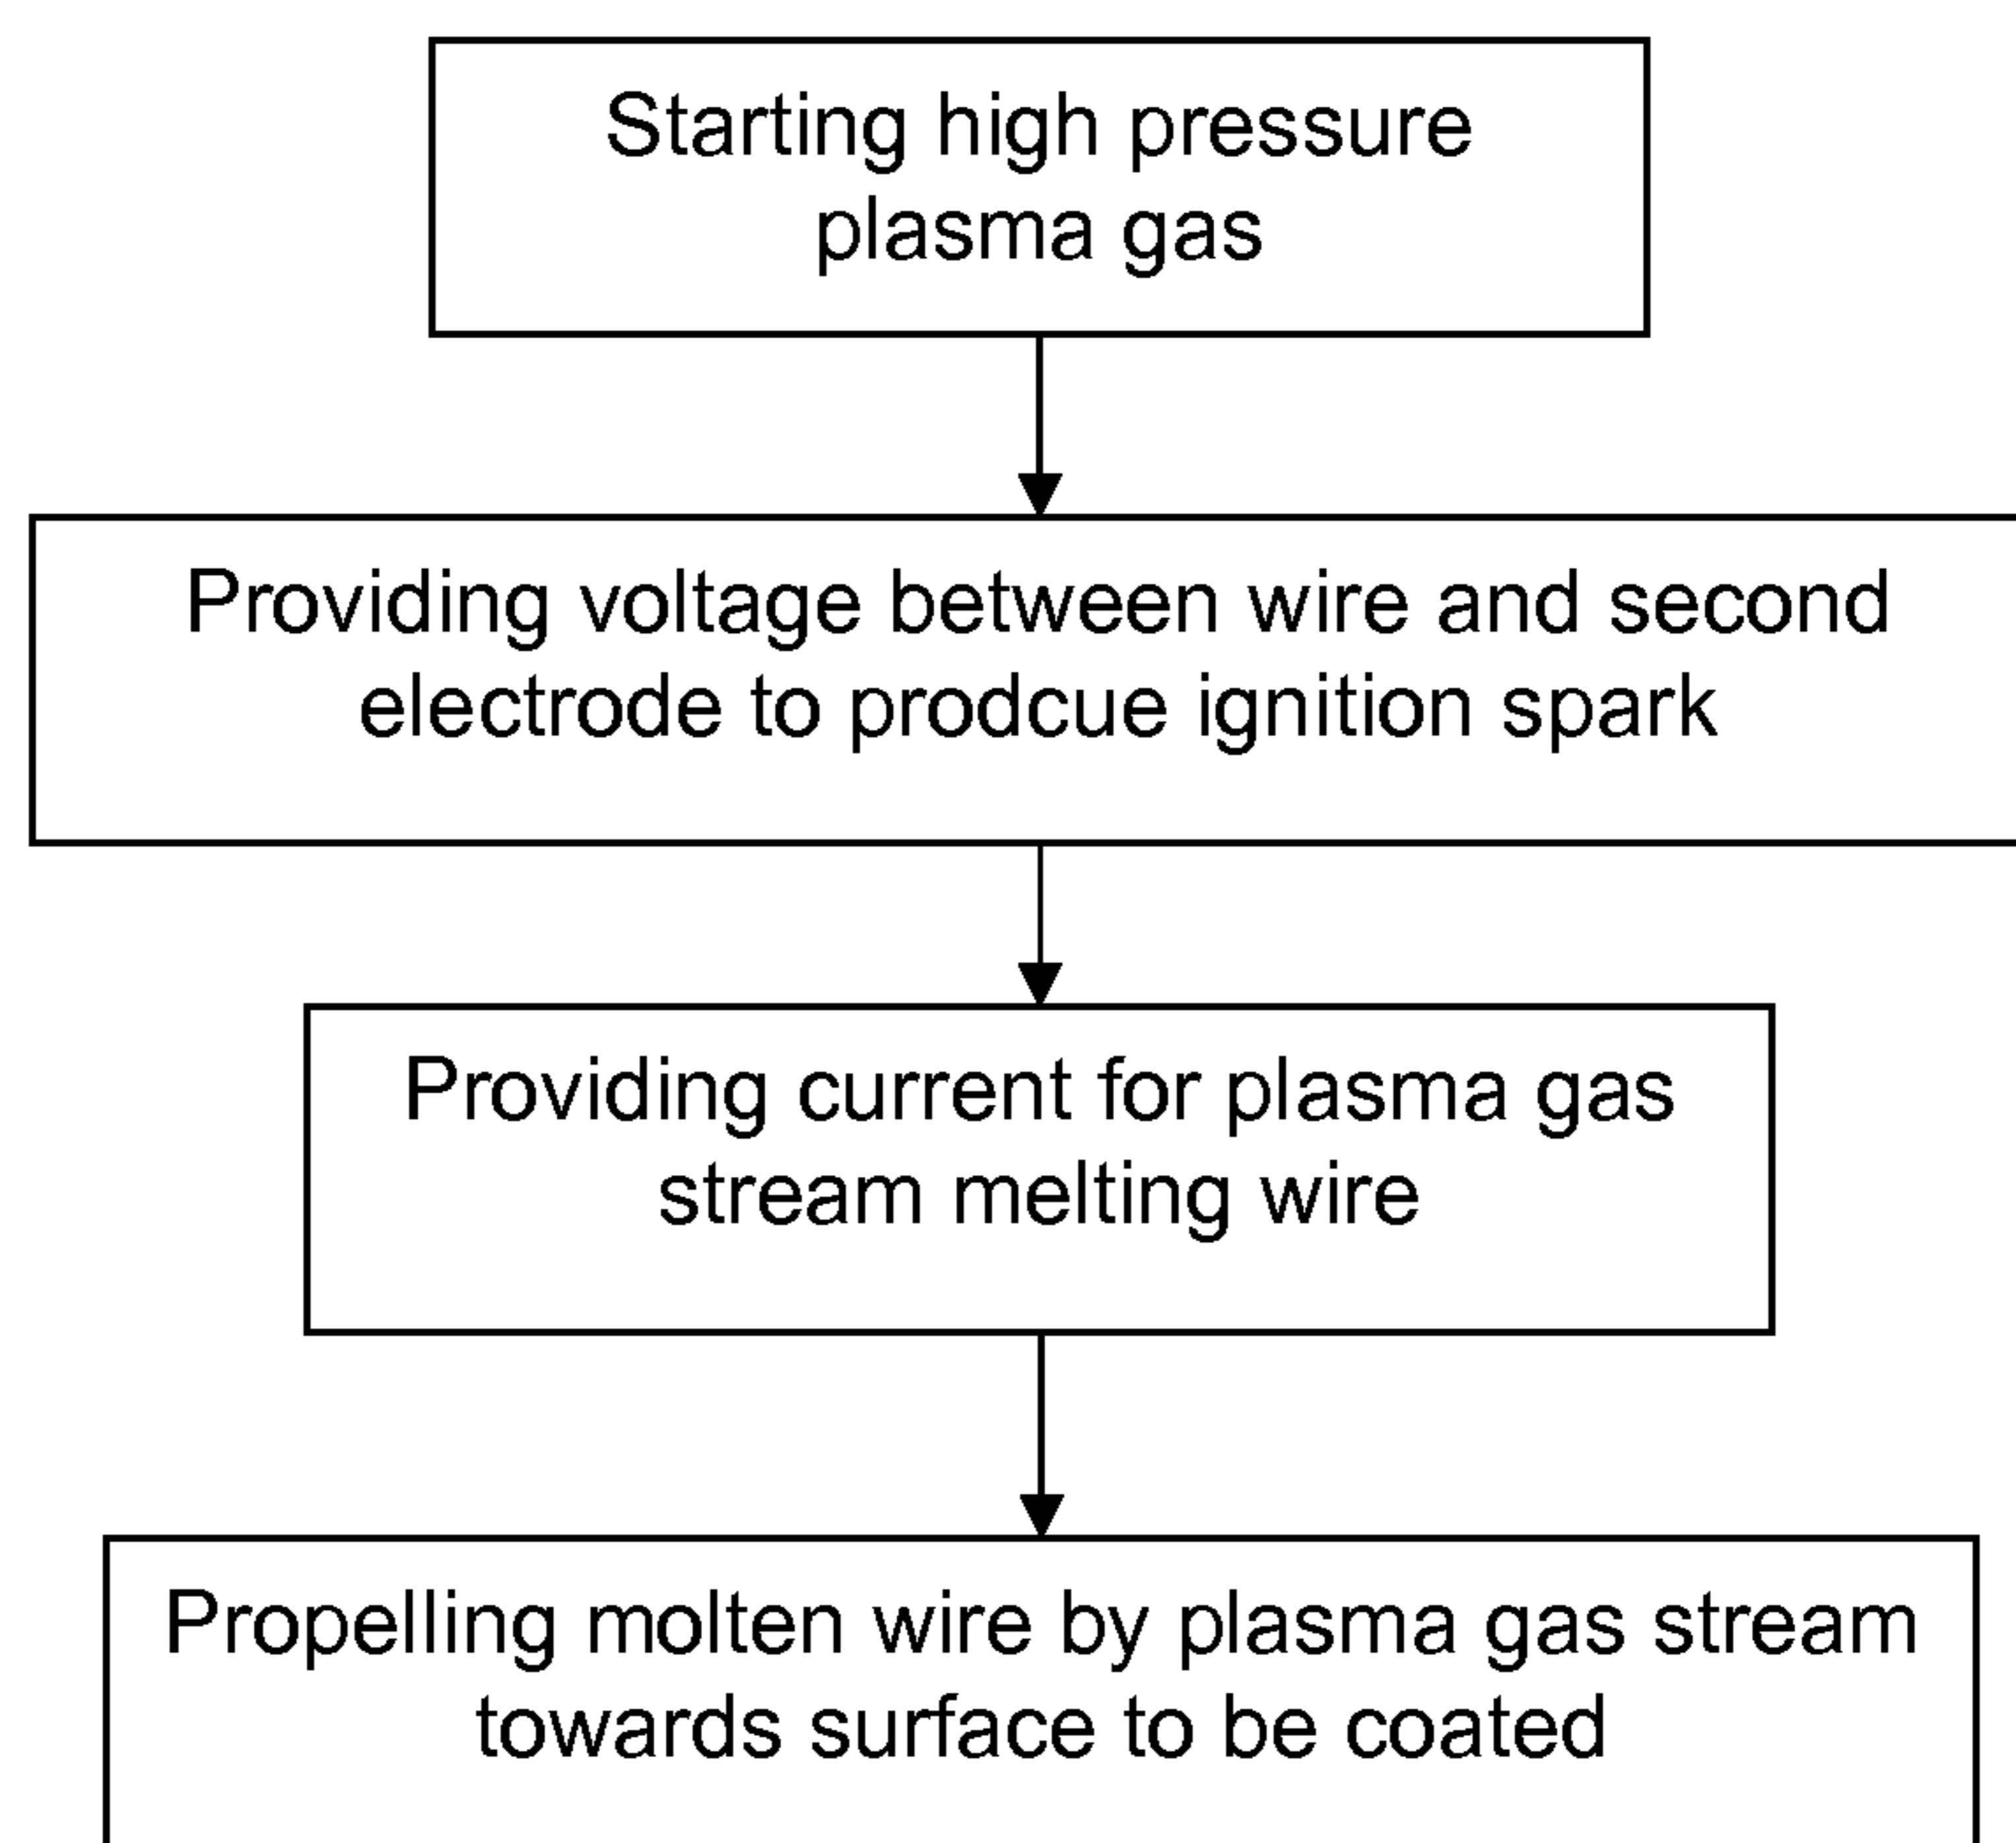 Starting high pressure
plasma gas
Providing voltage between wire and second
electrode to prodcue ignition spark
Providing current for plasma gas
stream melting wire
Propelling molten wire by plasma gas stream
towards surface to be coated